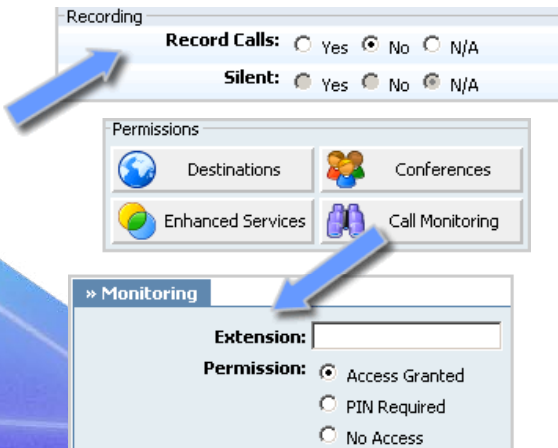 Recording
Record Calls: Yes No N/A
Silent: Yes No N/A
Permissions
Destinations Conferences
Enhanced Services Call Monitoring
» Monitoring
Extension:
Permission: Access Granted
PIN Required
No Access